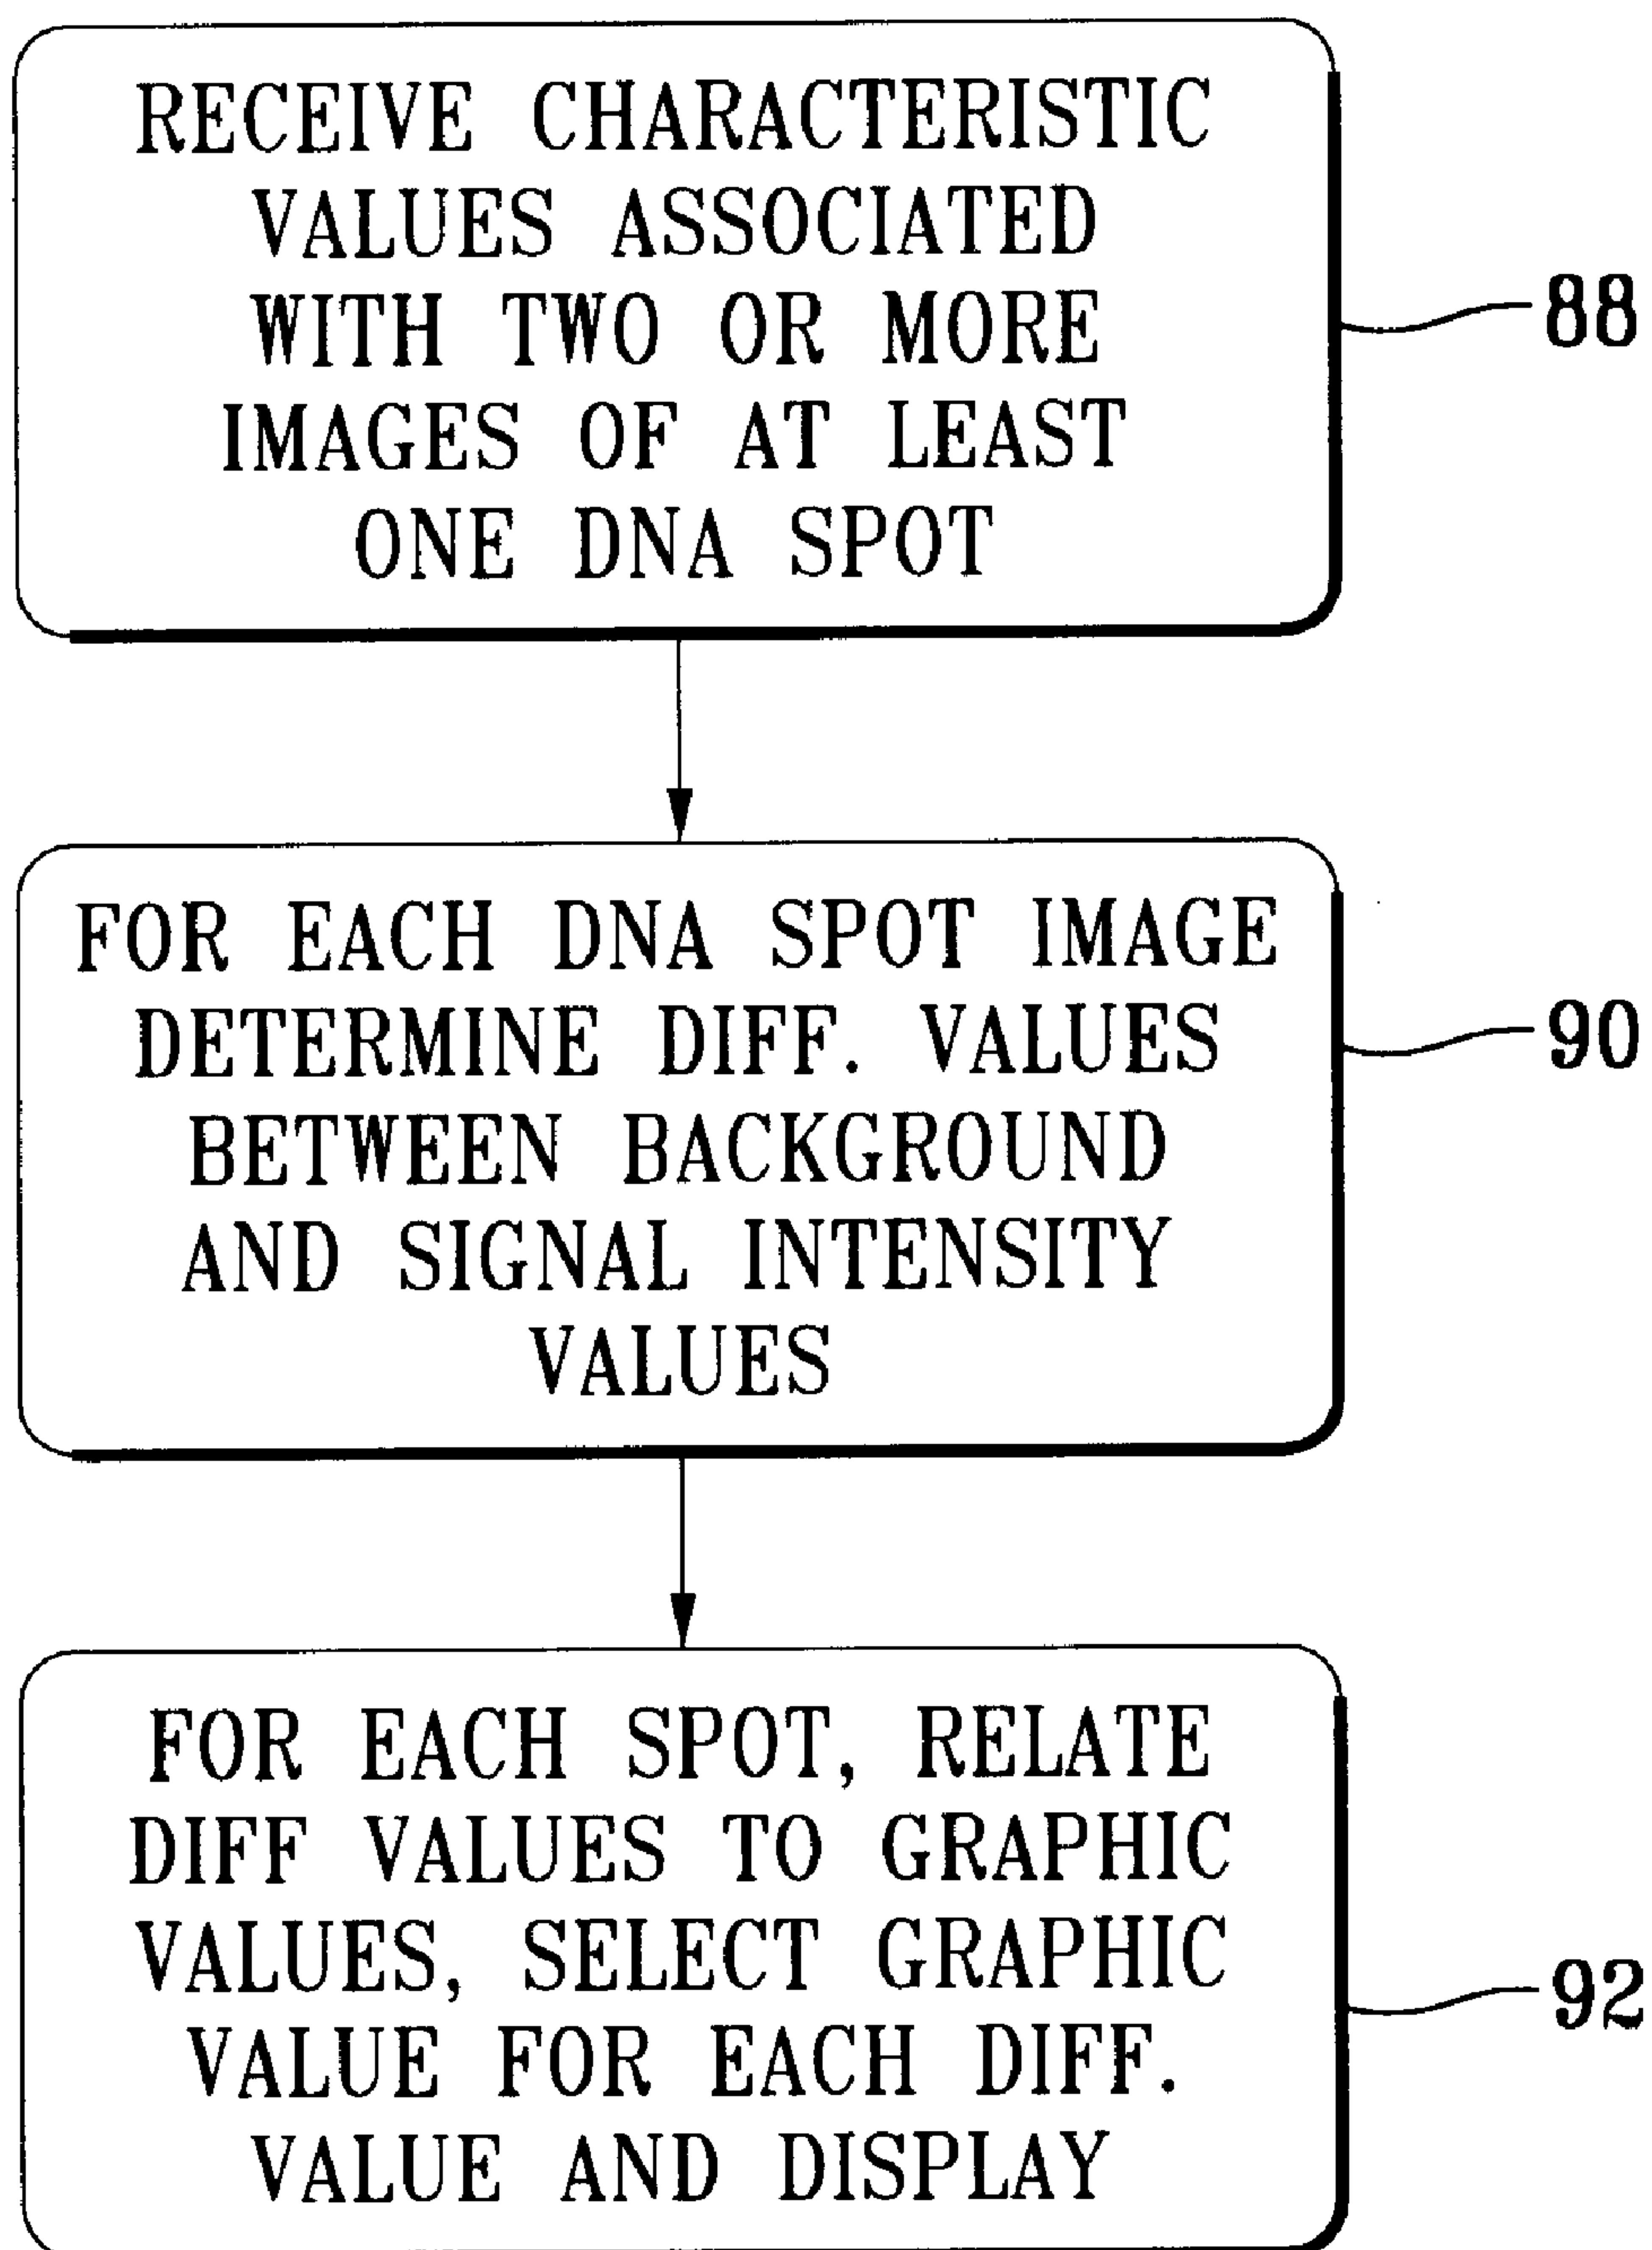 RECEIVE CHARACTERISTIC
VALUES ASSOCIATED
WITH TWO OR MORE
IMAGES OF AT LEAST
ONE DNA SPOT
88
FOR EACH DNA SPOT IMAGE
DETERMINE DIFF. VALUES
BETWEEN BACKGROUND
AND SIGNAL INTENSITY
VALUES
90
FOR EACH SPOT, RELATE
DIFF VALUES TO GRAPHIC
VALUES, SELECT GRAPHIC
VALUE FOR EACH DIFF.
VALUE AND DISPLAY
92